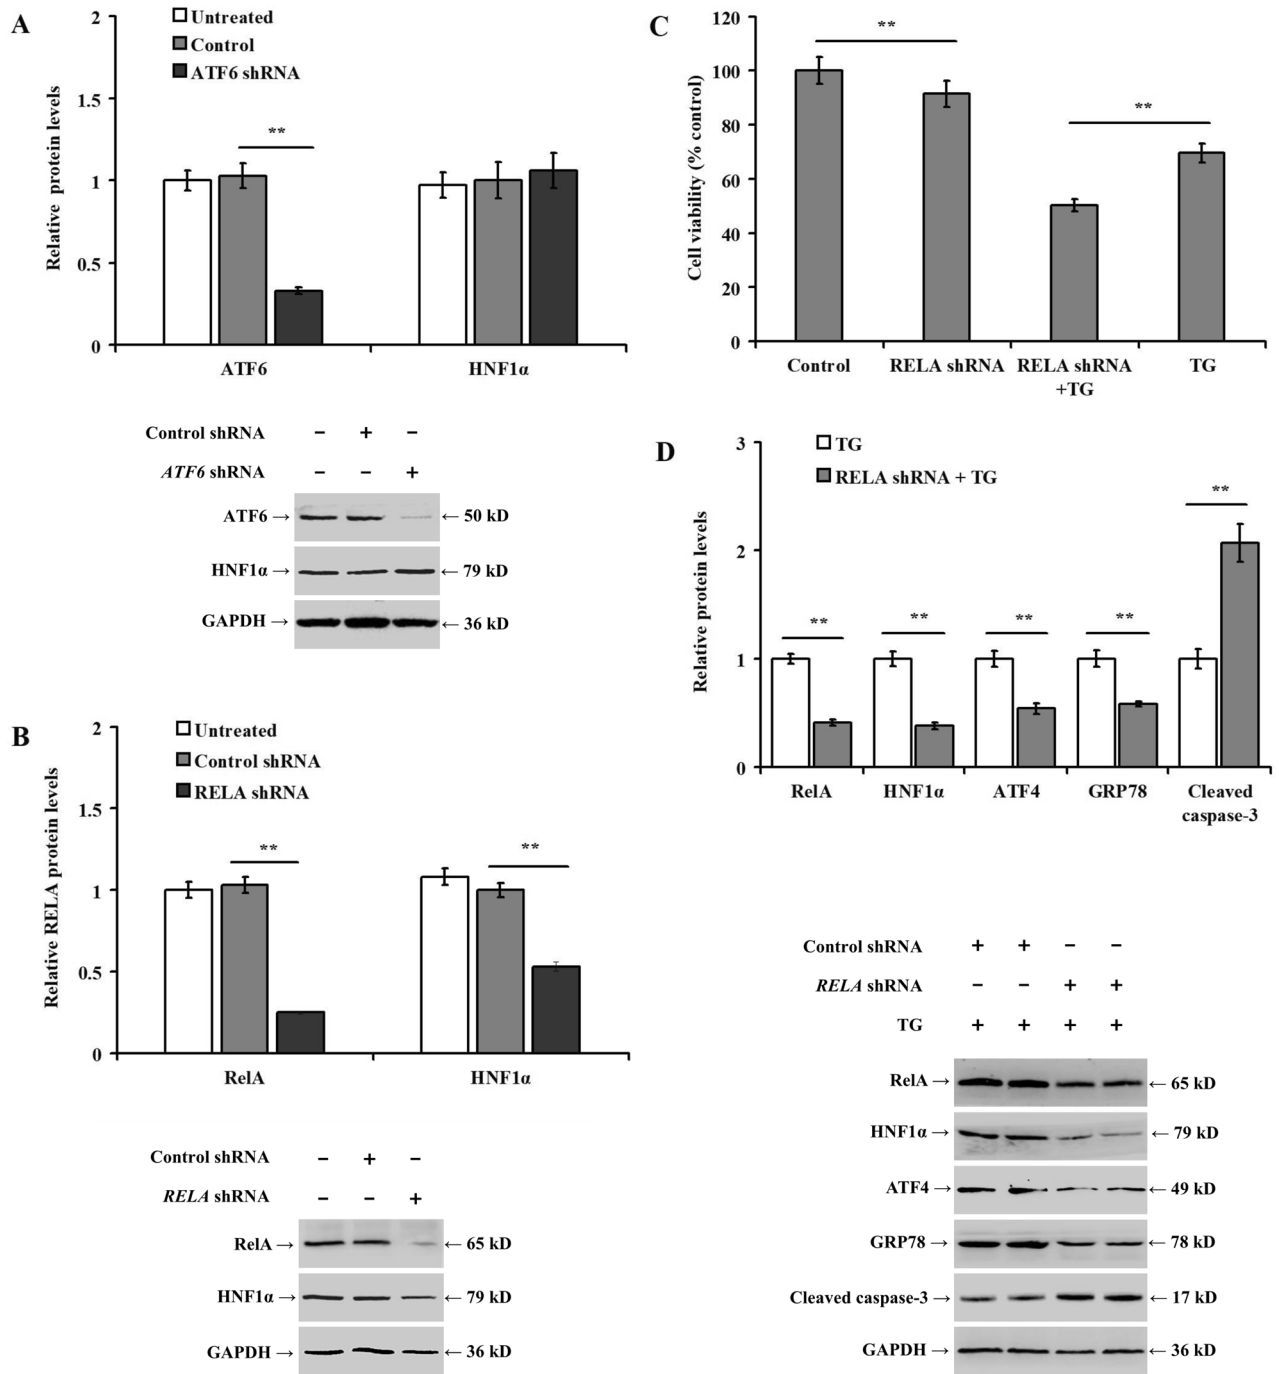 A
Untreated
Control
ATF6 shRNA
Relative protein levels
2
1.5
1
0.5
0
**
ATF6
HNF1α
Control shRNA − + −
ATF6 shRNA − − +
ATF6 → ← 50 kD
HNF1α → ← 79 kD
GAPDH → ← 36 kD
B
Untreated
Control shRNA
RELA shRNA
Relative RELA protein levels
2
1.5
1
0.5
0
**
**
RelA
HNF1α
Control shRNA − + −
RELA shRNA − − +
RelA → ← 65 kD
HNF1α → ← 79 kD
GAPDH → ← 36 kD
C
Cell viability (% control)
120
100
80
60
40
20
0
**
**
Control
RELA shRNA
RELA shRNA
+TG
TG
D
TG
RELA shRNA + TG
Relative protein levels
3
2
1
0
**
**
**
**
**
RelA
HNF1α
ATF4
GRP78
Cleaved
caspase-3
Control shRNA + + − −
RELA shRNA − − + +
TG + + + +
RelA → ← 65 kD
HNF1α → ← 79 kD
ATF4 → ← 49 kD
GRP78 → ← 78 kD
Cleaved caspase-3 → ← 17 kD
GAPDH → ← 36 kD